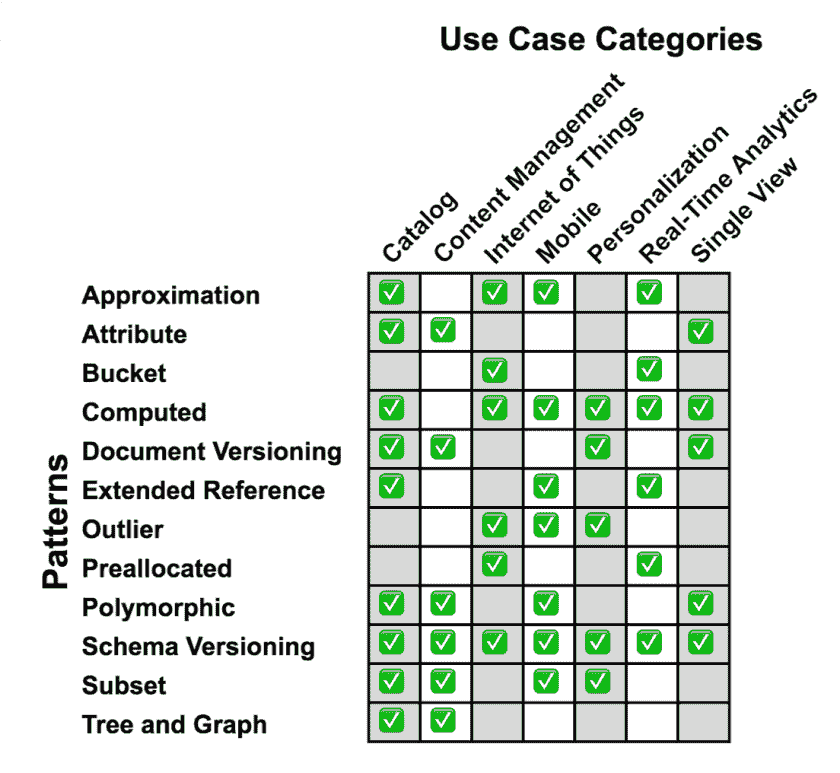 Use Case Categories
Catalog
Content Management
Internet of Things
Mobile
Personalization
Real-Time Analytics
Single View
Patterns
Approximation
Attribute
Bucket
Computed
Document Versioning
Extended Reference
Outlier
Preallocated
Polymorphic
Schema Versioning
Subset
Tree and Graph